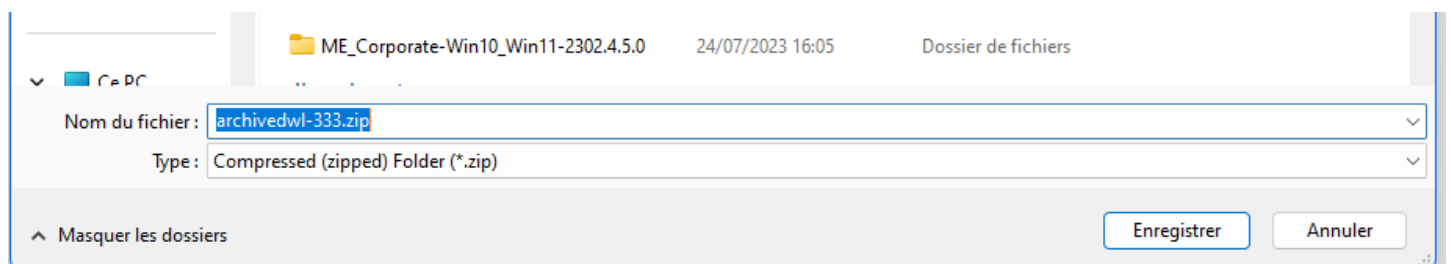 ME_Corporate-Win10_Win11-2302.4.5.0 24/07/2023 16:05 Dossier de fichiers
Ce PC
Nom du fichier : archivedwl-333.zip
Type : Compressed (zipped) Folder (*.zip)
Masquer les dossiers Enregistrer Annuler